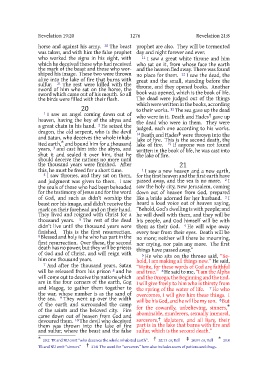 Revelation 19:20
1276
Revelation 21:8
horse and against his army. 20 The beast
was taken, and with him the false prophet
who worked the signs in his sight, with
which he deceived those who had received
the mark of the beast and those who wor-
shiped his image. These two were thrown
alive into the lake of fire that burns with
sulfur. 21 The rest were killed with the
sword of him who sat on the horse, the
sword which came out of his mouth. So all
the birds were filled with their flesh.
20
1 I saw an angel coming down out of
heaven, having the key of the abyss and
a great chain in his hand. 2 He seized the
dragon, the old serpent, who is the devil
and Satan, who deceives the whole inhab-
ited earth, and bound him for a thousand
years, 3 and cast him into the abyss, and
shut it and sealed it over him, that he
should deceive the nations no more until
the thousand years were finished. After
this, he must be freed for a short time.
4 I saw thrones, and they sat on them,
and judgment was given to them. I saw
the souls of those who had been beheaded
for the testimony of Jesus and for the word
of God, and such as didn't worship the
beast nor his image, and didn't receive the
mark on their forehead and on their hand.
They lived and reigned with Christ for a
thousand years. 5 The rest of the dead
didn't live until the thousand years were
finished. This is the first resurrection.
6 Blessed and holy is he who has part in the
first resurrection. Over these, the second
death has no power, but they will be priests
of God and of Christ, and will reign with
him one thousand years.
7 And after the thousand years, Satan
will be released from his prison 8 and he
will come out to deceive the nations which
are in the four corners of the earth, Gog
and Magog, to gather them together to
the war, whose number is as the sand of
the sea. 9 They went up over the width
of the earth and surrounded the camp
of the saints and the beloved city. Fire
came down out of heaven from God and
devoured them. 10 The devil who deceived
them was thrown into the lake of fire
and sulfur, where the beast and the false
prophet are also. They will be tormented
day and night forever and ever.
11 I saw a great white throne and him
who sat on it, from whose face the earth
and the heaven fled away. There was found
no place for them. 12 I saw the dead, the
great and the small, standing before the
throne, and they opened books. Another
book was opened, which is the book of life.
The dead were judged out of the things
which were written in the books, according
to their works. 13 The sea gave up the dead
who were in it. Death and Hades gave up
the dead who were in them. They were
judged, each one according to his works.
14 Death and Hades were thrown into the
lake of fire. This is the second death, the
lake of fire. 15 If anyone was not found
written in the book of life, he was cast into
the lake of fire.
21
1 I saw a new heaven and a new earth,
for the first heaven and the first earth have
passed away, and the sea is no more. 2 I
saw the holy city, New Jerusalem, coming
down out of heaven from God, prepared
like a bride adorned for her husband. 3 I
heard a loud voice out of heaven saying,
"Behold, God's dwelling is with people; and
he will dwell with them, and they will be
his people, and God himself will be with
them as their God. 4 He will wipe away
every tear from their eyes. Death will be
no more; neither will there be mourning,
nor crying, nor pain any more. The first
things have passed away."
5 He who sits on the throne said, "Be-
hold, I am making all things new." He said,
"Write, for these words of God are faithful
and true." 6 He said to me, "I am the Alpha
and the Omega, the Beginning and the End.
I will give freely to him who is thirsty from
the spring of the water of life. 7 He who
overcomes, I will give him these things. I
will be his God, and he will be my son. 8 But
for the cowardly, unbelieving, sinners,
abominable, murderers, sexually immoral,
sorcerers, idolaters, and all liars, their
part is in the lake that burns with fire and
sulfur, which is the second death."